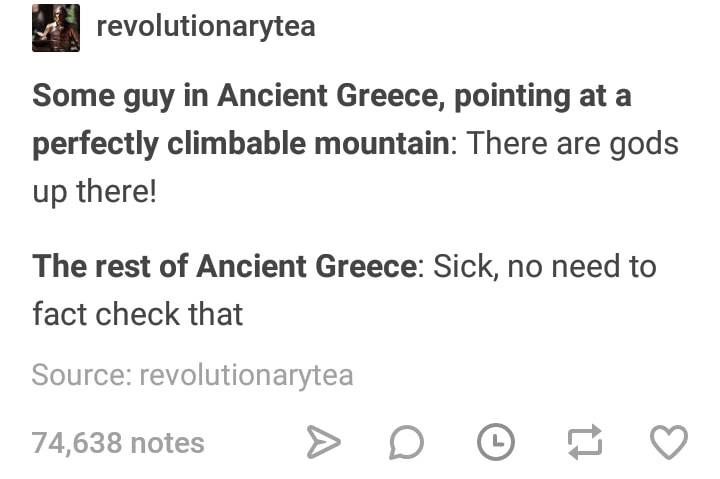 revolutionarytea
Some guy in Ancient Greece, pointing at a
perfectly climbable mountain: There are gods
up there!
The rest of Ancient Greece: Sick, no need to
fact check that
Source: revolutionarytea
74,638 notes